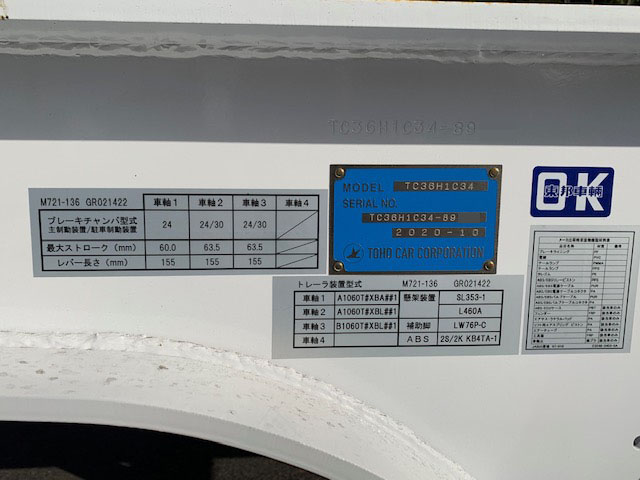 TC36H1C34-89
M721-136 GR021422 車軸1 車軸2 車軸3 車軸4
ブレーキチャンバ型式
主制動装置/駐車制動装置 24 24/30 24/30
最大ストローク (mm) 60.0 63.5 63.5
レバー長さ (mm) 155 155 155
MODEL TC36H1C34
SERIAL NO.
TC36H1C34-89
2020-10
TOHO CAR CORPORATION
OK
東邦車輛
トレーラ装置型式 M721-136 GR021422
車軸1 A1060T#XBA##1 懸架装置 SL353-1
車軸2 A1060T#XBL##1 L460A
車軸3 B1060T#XBL##1 補助脚 LW76P-C
車軸4 ABS 2S/2K KB4TA-1